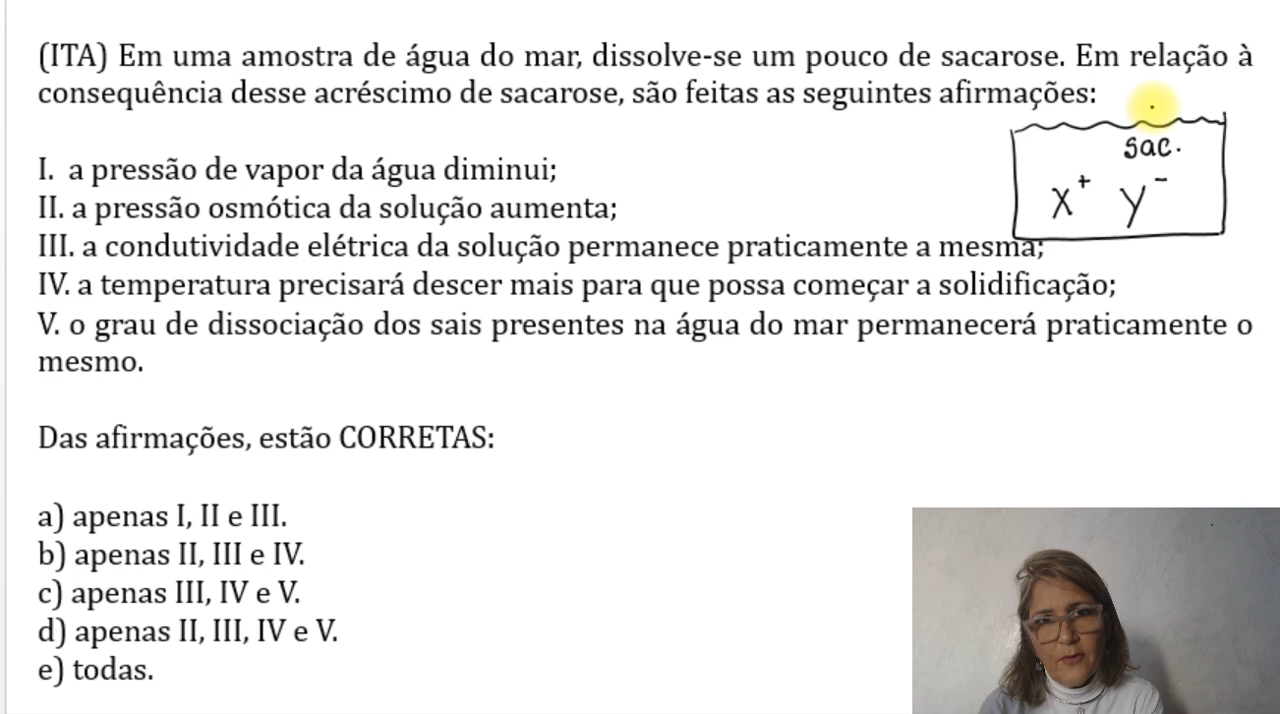 (ITA) Em uma amostra de água do mar, dissolve-se um pouco de sacarose. Em relação à
consequência desse acréscimo de sacarose, são feitas as seguintes afirmações:
sac.
x⁺ y⁻
I. a pressão de vapor da água diminui;
II. a pressão osmótica da solução aumenta;
III. a condutividade elétrica da solução permanece praticamente a mesma;
IV. a temperatura precisará descer mais para que possa começar a solidificação;
V. o grau de dissociação dos sais presentes na água do mar permanecerá praticamente o
mesmo.
Das afirmações, estão CORRETAS:
a) apenas I, II e III.
b) apenas II, III e IV.
c) apenas III, IV e V.
d) apenas II, III, IV e V.
e) todas.